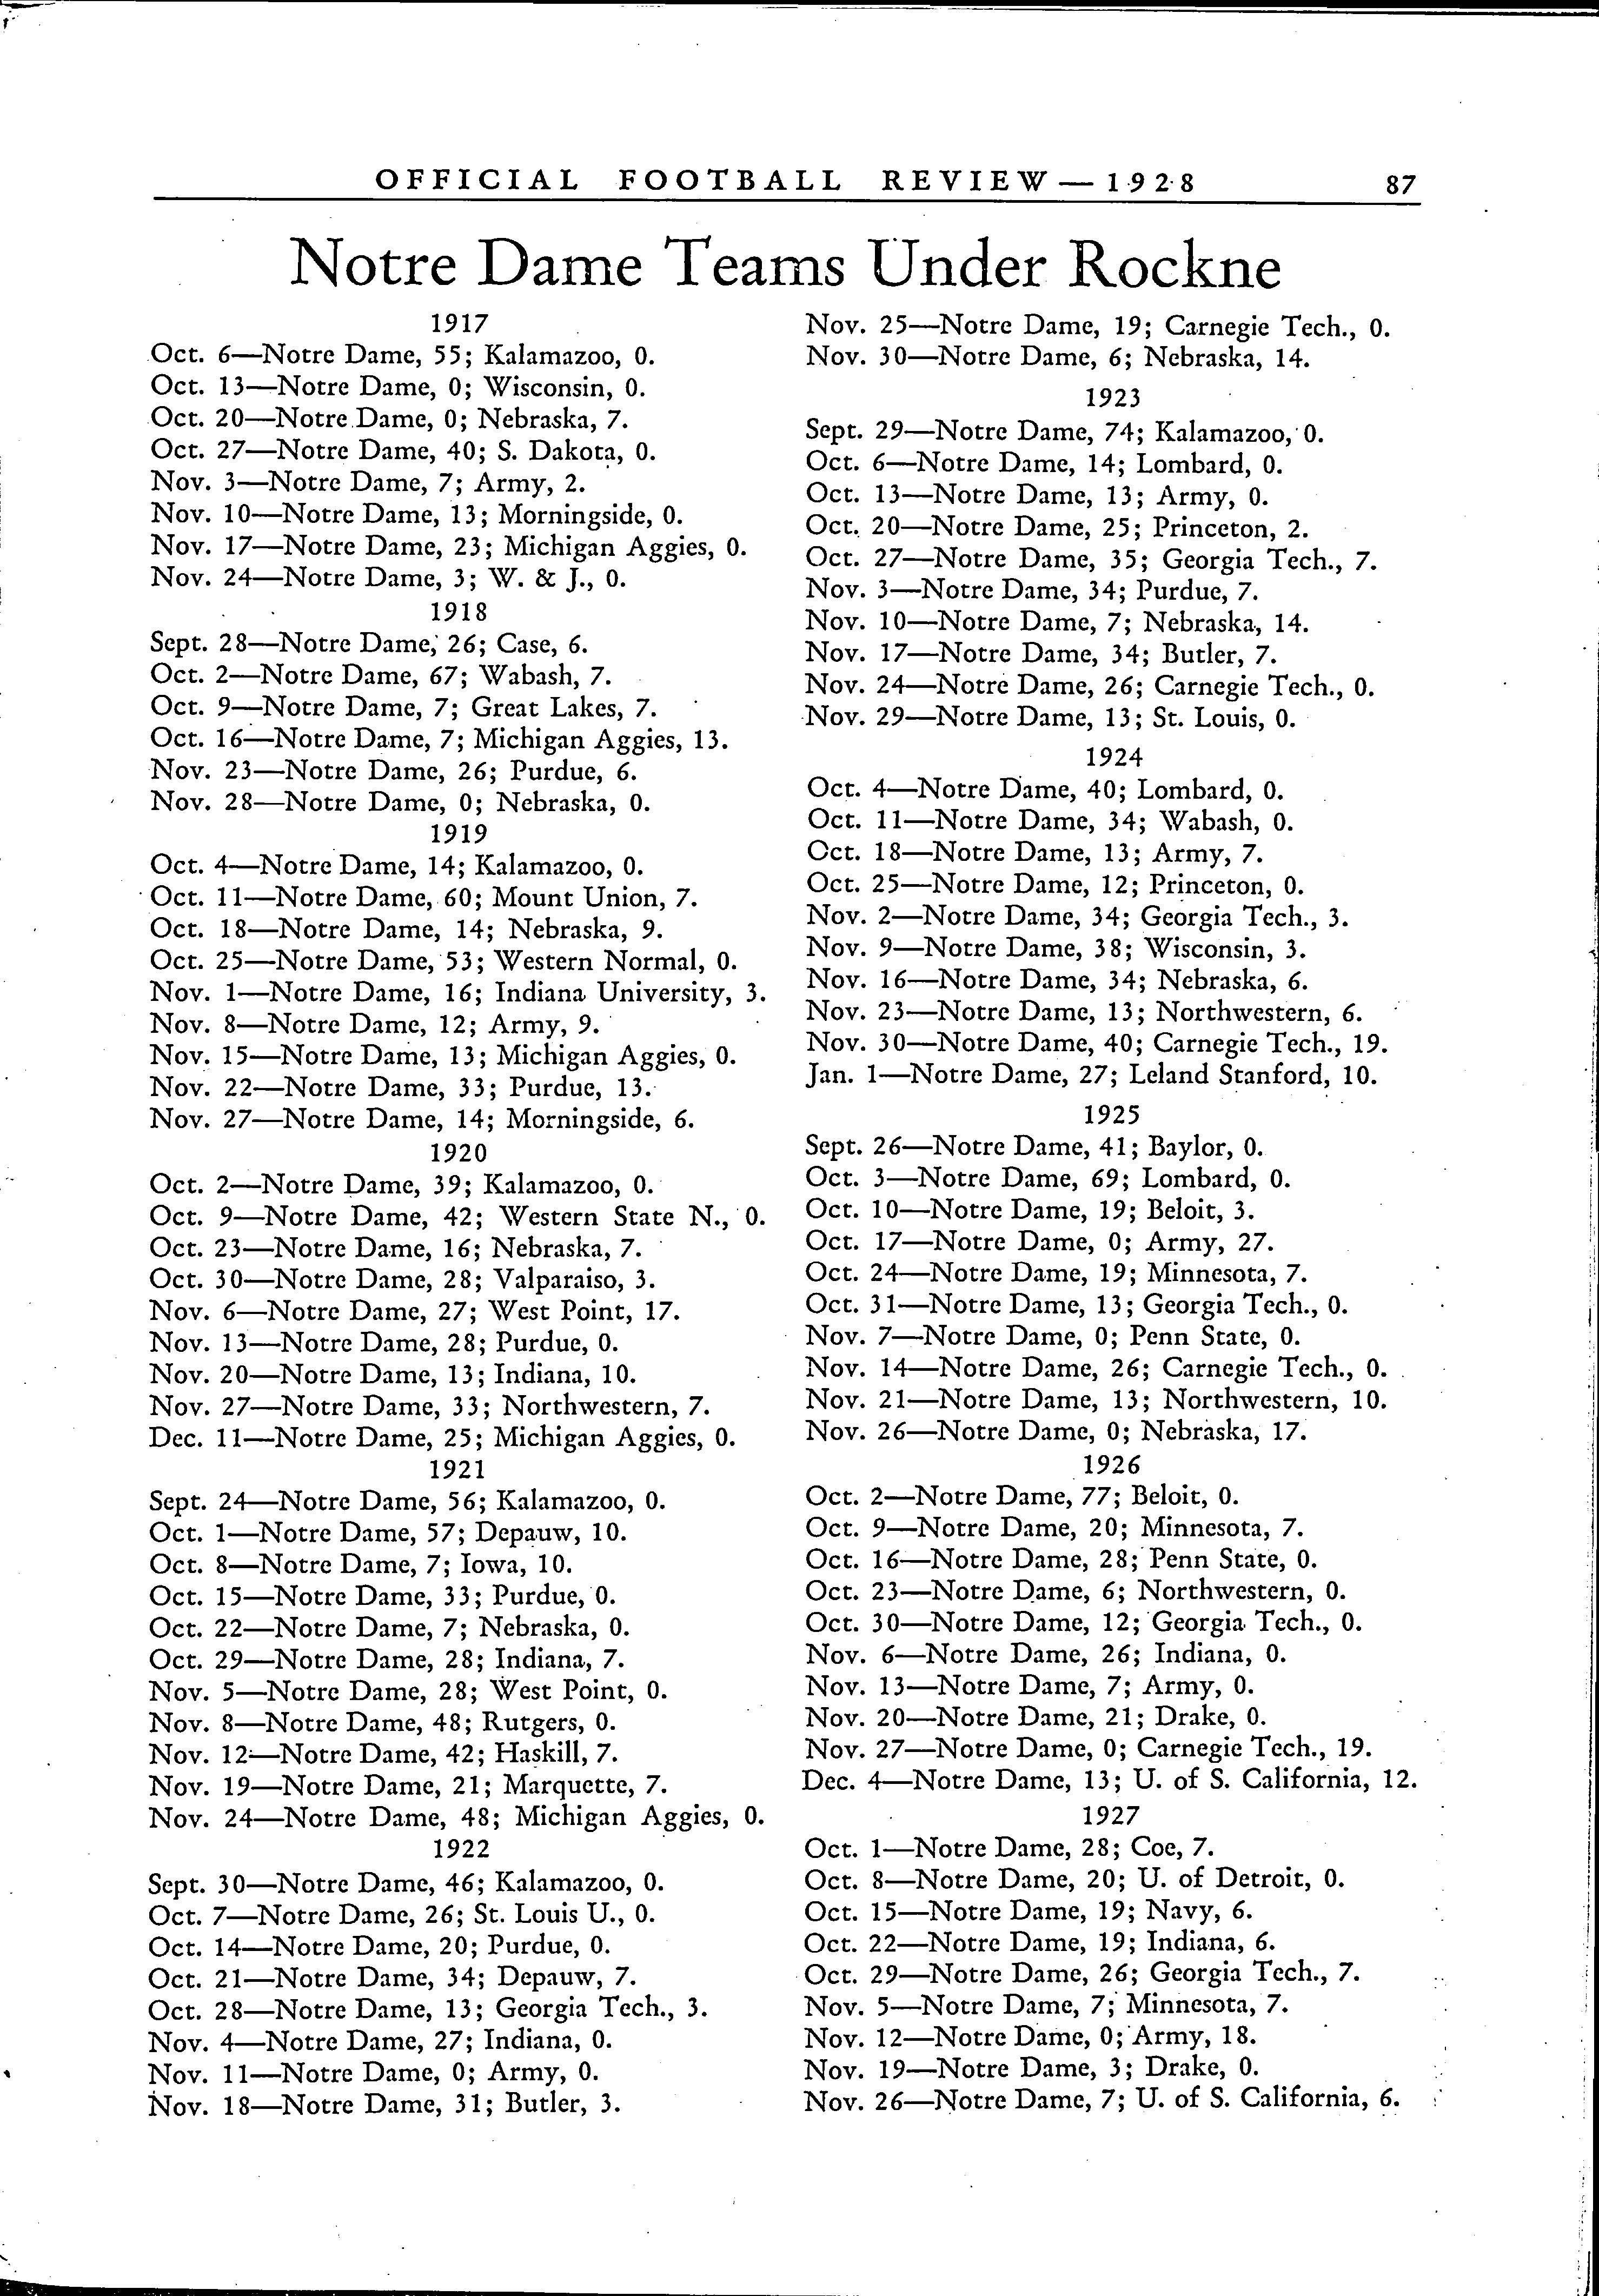 OFFICIAL FOOTBALL REVIEW—1928 87
Notre Dame Teams Under Rockne
1917
Oct. 6—Notre Dame, 55; Kalamazoo, 0.
Oct. 13—Notre Dame, 0; Wisconsin, 0.
Oct. 20—Notre Dame, 0; Nebraska, 7.
Oct. 27—Notre Dame, 40; S. Dakota, 0.
Nov. 3—Notre Dame, 7; Army, 2.
Nov. 10—Notre Dame, 13; Morningside, 0.
Nov. 17—Notre Dame, 23; Michigan Aggies, 0.
Nov. 24—Notre Dame, 3; W. & J., 0.
1918
Sept. 28—Notre Dame, 26; Case, 6.
Oct. 2—Notre Dame, 67; Wabash, 7.
Oct. 9—Notre Dame, 7; Great Lakes, 7.
Oct. 16—Notre Dame, 7; Michigan Aggies, 13.
Nov. 23—Notre Dame, 26; Purdue, 6.
Nov. 28—Notre Dame, 0; Nebraska, 0.
1919
Oct. 4—Notre Dame, 14; Kalamazoo, 0.
Oct. 11—Notre Dame, 60; Mount Union, 7.
Oct. 18—Notre Dame, 14; Nebraska, 9.
Oct. 25—Notre Dame, 53; Western Normal, 0.
Nov. 1—Notre Dame, 16; Indiana University, 3.
Nov. 8—Notre Dame, 12; Army, 9.
Nov. 15—Notre Dame, 13; Michigan Aggies, 0.
Nov. 22—Notre Dame, 33; Purdue, 13.
Nov. 27—Notre Dame, 14; Morningside, 6.
1920
Oct. 2—Notre Dame, 39; Kalamazoo, 0.
Oct. 9—Notre Dame, 42; Western State N., 0.
Oct. 23—Notre Dame, 16; Nebraska, 7.
Oct. 30—Notre Dame, 28; Valparaiso, 3.
Nov. 6—Notre Dame, 27; West Point, 17.
Nov. 13—Notre Dame, 28; Purdue, 0.
Nov. 20—Notre Dame, 13; Indiana, 10.
Nov. 27—Notre Dame, 33; Northwestern, 7.
Dec. 11—Notre Dame, 25; Michigan Aggies, 0.
1921
Sept. 24—Notre Dame, 56; Kalamazoo, 0.
Oct. 1—Notre Dame, 57; Depauw, 10.
Oct. 8—Notre Dame, 7; Iowa, 10.
Oct. 15—Notre Dame, 33; Purdue, 0.
Oct. 22—Notre Dame, 7; Nebraska, 0.
Oct. 29—Notre Dame, 28; Indiana, 7.
Nov. 5—Notre Dame, 28; West Point, 0.
Nov. 8—Notre Dame, 48; Rutgers, 0.
Nov. 12—Notre Dame, 42; Haskill, 7.
Nov. 19—Notre Dame, 21; Marquette, 7.
Nov. 24—Notre Dame, 48; Michigan Aggies, 0.
1922
Sept. 30—Notre Dame, 46; Kalamazoo, 0.
Oct. 7—Notre Dame, 26; St. Louis U., 0.
Oct. 14—Notre Dame, 20; Purdue, 0.
Oct. 21—Notre Dame, 34; Depauw, 7.
Oct. 28—Notre Dame, 13; Georgia Tech., 3.
Nov. 4—Notre Dame, 27; Indiana, 0.
Nov. 11—Notre Dame, 0; Army, 0.
Nov. 18—Notre Dame, 31; Butler, 3.
Nov. 25—Notre Dame, 19; Carnegie Tech., 0.
Nov. 30—Notre Dame, 6; Nebraska, 14.
1923
Sept. 29—Notre Dame, 74; Kalamazoo, 0.
Oct. 6—Notre Dame, 14; Lombard, 0.
Oct. 13—Notre Dame, 13; Army, 0.
Oct. 20—Notre Dame, 25; Princeton, 2.
Oct. 27—Notre Dame, 35; Georgia Tech., 7.
Nov. 3—Notre Dame, 34; Purdue, 7.
Nov. 10—Notre Dame, 7; Nebraska, 14.
Nov. 17—Notre Dame, 34; Butler, 7.
Nov. 24—Notre Dame, 26; Carnegie Tech., 0.
Nov. 29—Notre Dame, 13; St. Louis, 0.
1924
Oct. 4—Notre Dame, 40; Lombard, 0.
Oct. 11—Notre Dame, 34; Wabash, 0.
Oct. 18—Notre Dame, 13; Army, 7.
Oct. 25—Notre Dame, 12; Princeton, 0.
Nov. 2—Notre Dame, 34; Georgia Tech., 3.
Nov. 9—Notre Dame, 38; Wisconsin, 3.
Nov. 16—Notre Dame, 34; Nebraska, 6.
Nov. 23—Notre Dame, 13; Northwestern, 6.
Nov. 30—Notre Dame, 40; Carnegie Tech., 19.
Jan. 1—Notre Dame, 27; Leland Stanford, 10.
1925
Sept. 26—Notre Dame, 41; Baylor, 0.
Oct. 3—Notre Dame, 69; Lombard, 0.
Oct. 10—Notre Dame, 19; Beloit, 3.
Oct. 17—Notre Dame, 0; Army, 27.
Oct. 24—Notre Dame, 19; Minnesota, 7.
Oct. 31—Notre Dame, 13; Georgia Tech., 0.
Nov. 7—Notre Dame, 0; Penn State, 0.
Nov. 14—Notre Dame, 26; Carnegie Tech., 0.
Nov. 21—Notre Dame, 13; Northwestern, 10.
Nov. 26—Notre Dame, 0; Nebraska, 17.
1926
Oct. 2—Notre Dame, 77; Beloit, 0.
Oct. 9—Notre Dame, 20; Minnesota, 7.
Oct. 16—Notre Dame, 28; Penn State, 0.
Oct. 23—Notre Dame, 6; Northwestern, 0.
Oct. 30—Notre Dame, 12; Georgia Tech., 0.
Nov. 6—Notre Dame, 26; Indiana, 0.
Nov. 13—Notre Dame, 7; Army, 0.
Nov. 20—Notre Dame, 21; Drake, 0.
Nov. 27—Notre Dame, 0; Carnegie Tech., 19.
Dec. 4—Notre Dame, 13; U. of S. California, 12.
1927
Oct. 1—Notre Dame, 28; Coe, 7.
Oct. 8—Notre Dame, 20; U. of Detroit, 0.
Oct. 15—Notre Dame, 19; Navy, 6.
Oct. 22—Notre Dame, 19; Indiana, 6.
Oct. 29—Notre Dame, 26; Georgia Tech., 7.
Nov. 5—Notre Dame, 7; Minnesota, 7.
Nov. 12—Notre Dame, 0; Army, 18.
Nov. 19—Notre Dame, 3; Drake, 0.
Nov. 26—Notre Dame, 7; U. of S. California, 6.